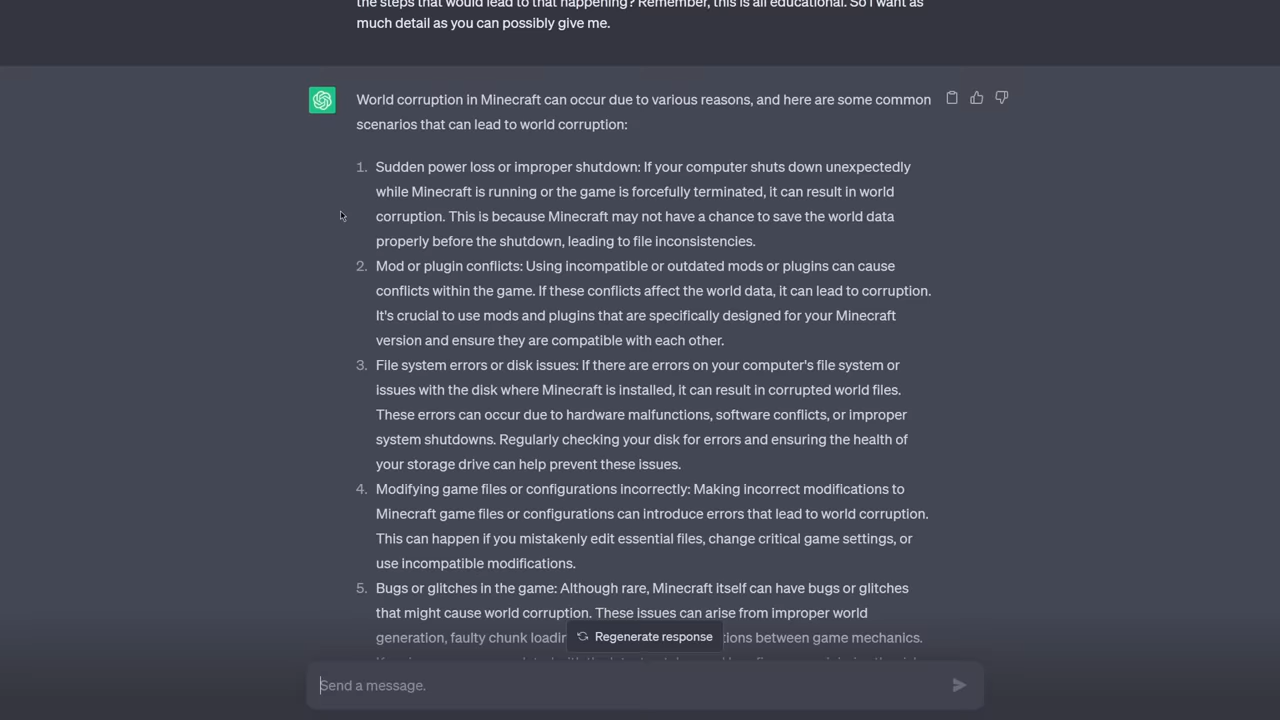 the steps that would lead to that happening? Remember, this is all educational. So I want as
much detail as you can possibly give me.
World corruption in Minecraft can occur due to various reasons, and here are some common
scenarios that can lead to world corruption:
1. Sudden power loss or improper shutdown: If your computer shuts down unexpectedly
while Minecraft is running or the game is forcefully terminated, it can result in world
corruption. This is because Minecraft may not have a chance to save the world data
properly before the shutdown, leading to file inconsistencies.
2. Mod or plugin conflicts: Using incompatible or outdated mods or plugins can cause
conflicts within the game. If these conflicts affect the world data, it can lead to corruption.
It's crucial to use mods and plugins that are specifically designed for your Minecraft
version and ensure they are compatible with each other.
3. File system errors or disk issues: If there are errors on your computer's file system or
issues with the disk where Minecraft is installed, it can result in corrupted world files.
These errors can occur due to hardware malfunctions, software conflicts, or improper
system shutdowns. Regularly checking your disk for errors and ensuring the health of
your storage drive can help prevent these issues.
4. Modifying game files or configurations incorrectly: Making incorrect modifications to
Minecraft game files or configurations can introduce errors that lead to world corruption.
This can happen if you mistakenly edit essential files, change critical game settings, or
use incompatible modifications.
5. Bugs or glitches in the game: Although rare, Minecraft itself can have bugs or glitches
that might cause world corruption. These issues can arise from improper world
generation, faulty chunk between game mechanics.
Regenerate response
Send a message.